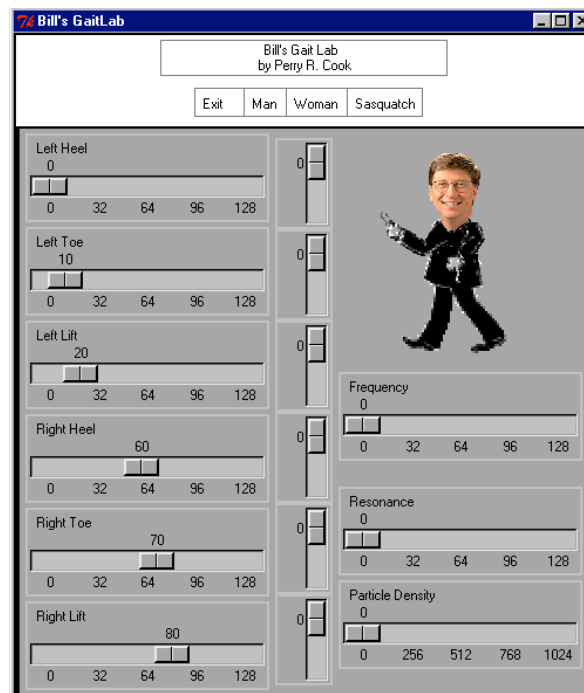 Bill's GaitLab
Bill's Gait Lab
by Perry R. Cook
Exit Man Woman Sasquatch
Left Heel
0
0 32 64 96 128
0
Left Toe
10
0 32 64 96 128
0
Left Lift
20
0 32 64 96 128
0
Right Heel
60
0 32 64 96 128
0
Right Toe
70
0 32 64 96 128
0
Right Lift
80
0 32 64 96 128
0
Frequency
0
0 32 64 96 128
Resonance
0
0 32 64 96 128
Particle Density
0
0 256 512 768 1024